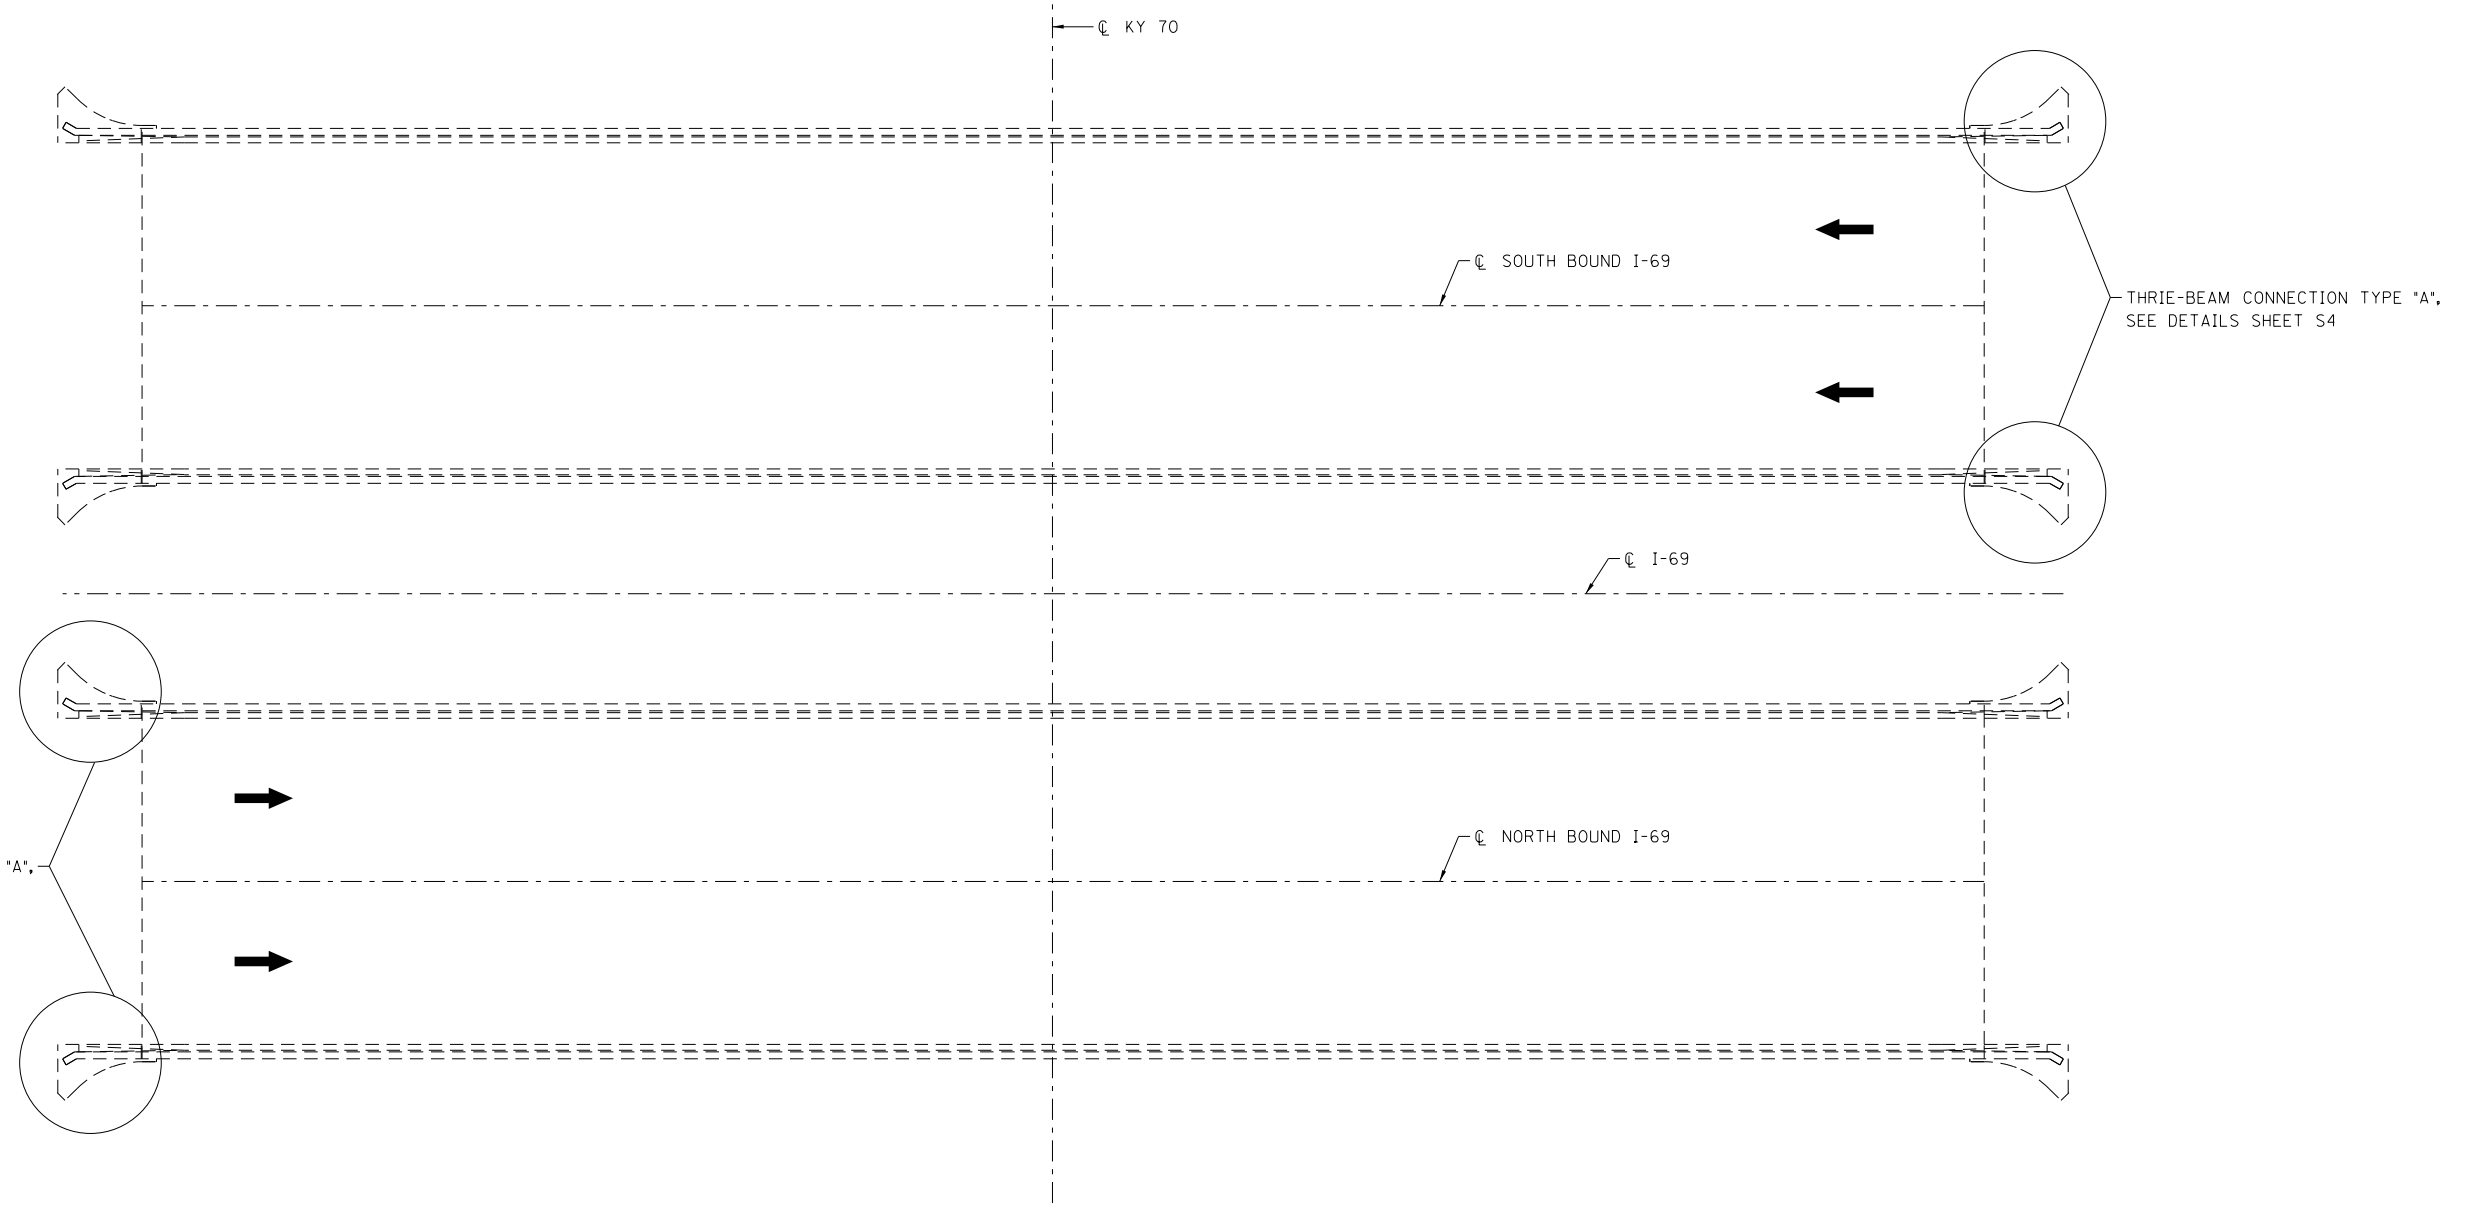 ℄ KY 70
℄ SOUTH BOUND I-69
THRIE-BEAM CONNECTION TYPE "A",
SEE DETAILS SHEET S4
℄ I-69
℄ NORTH BOUND I-69
"A",